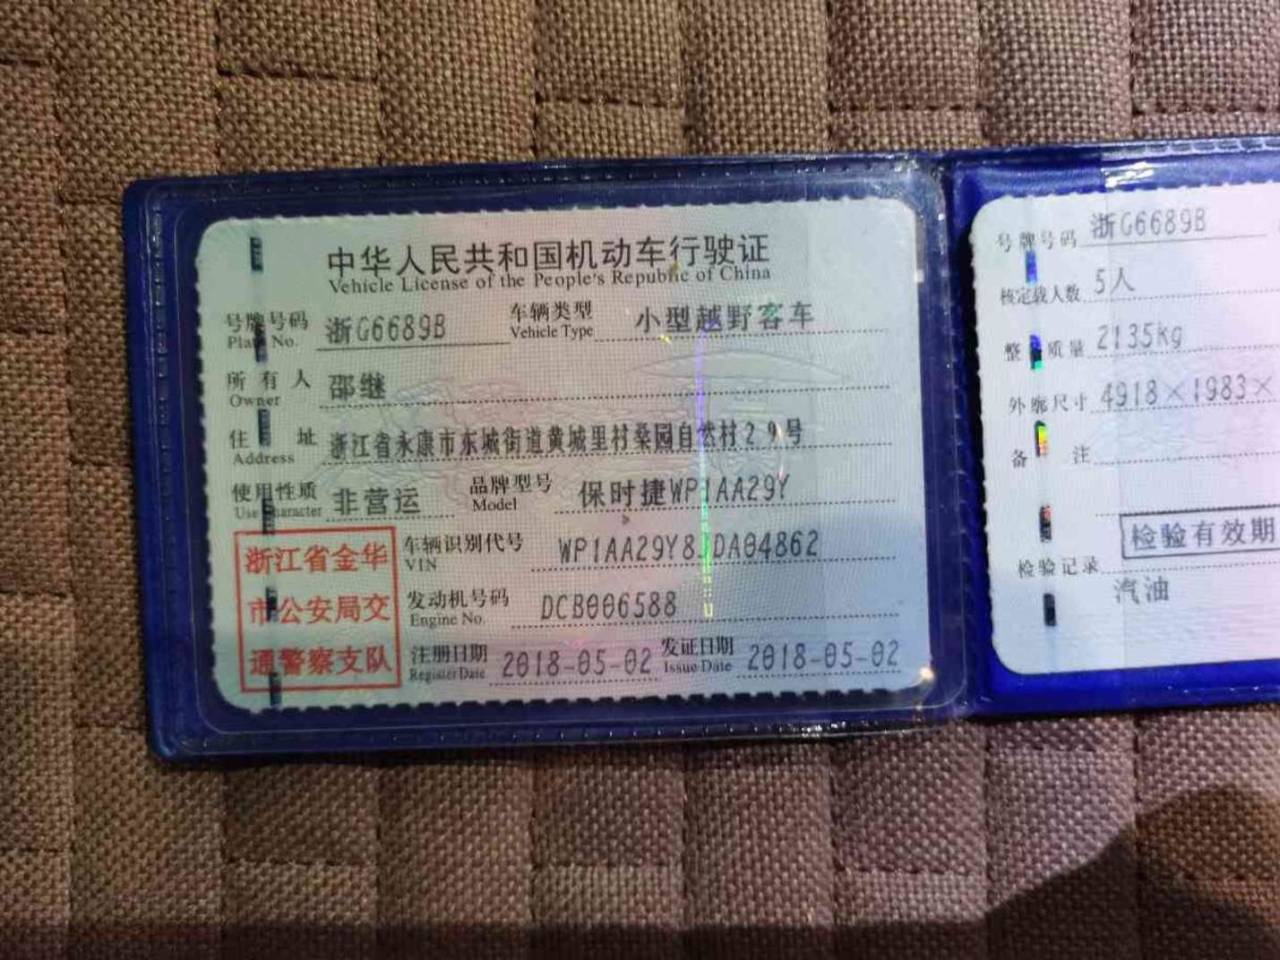 中华人民共和国机动车行驶证
Vehicle License of the People's Republic of China
号牌号码 浙G6689B 车辆类型 小型越野客车
Plate No. Vehicle Type
所有人 邵继
Owner
住址 浙江省永康市东城街道黄城里村桑园自然村29号
Address
使用性质 非营运 品牌型号 保时捷WP1AA29Y
Use Character Model
车辆识别代号 WP1AA29Y8JDA04862
VIN
发动机号码 DCB006588
Engine No.
注册日期 2018-05-02 发证日期 2018-05-02
Register Date Issue Date
浙江省金华
市公安局交
通警察支队
号牌号码 浙G6689B
核定载人数 5人
整备质量 2135kg
外廓尺寸 4918×1983×
备注
检验有效期
检验记录
汽油